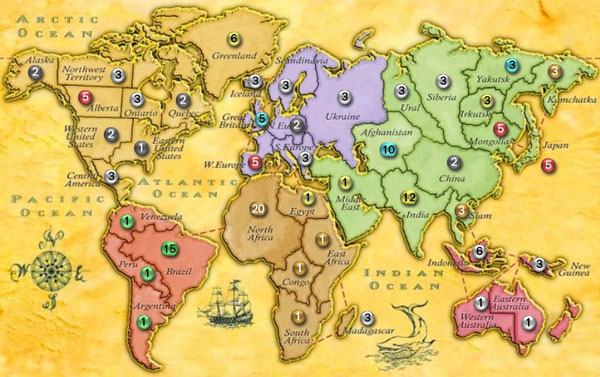 ARCTIC
OCEAN
Alaska
2
Northwest
Territory
3
6
Greenland
5
Alberta
3
Ontario
2
Quebec
Western
United
States
2
1
Eastern
United
States
Central
America
3
3
Iceland
Scandinavia
3
Great
Britain
5
N.Europe
2
S.Europe
3
W.Europe
5
3
Ukraine
3
Ural
3
Siberia
3
Yakutsk
3
Kamchatka
3
Irkutsk
5
Mongolia
Japan
5
Afghanistan
10
2
China
1
Middle
East
12
India
3
Siam
ATLANTIC
OCEAN
PACIFIC
OCEAN
1
Venezuela
15
Brazil
Peru
1
Argentina
1
20
North
Africa
1
Egypt
1
East
Africa
Congo
1
1
South
Africa
3
Madagascar
INDIAN
OCEAN
6
Indonesia
3
New
Guinea
1
Western
Australia
Eastern
Australia
1
N
W
E
S